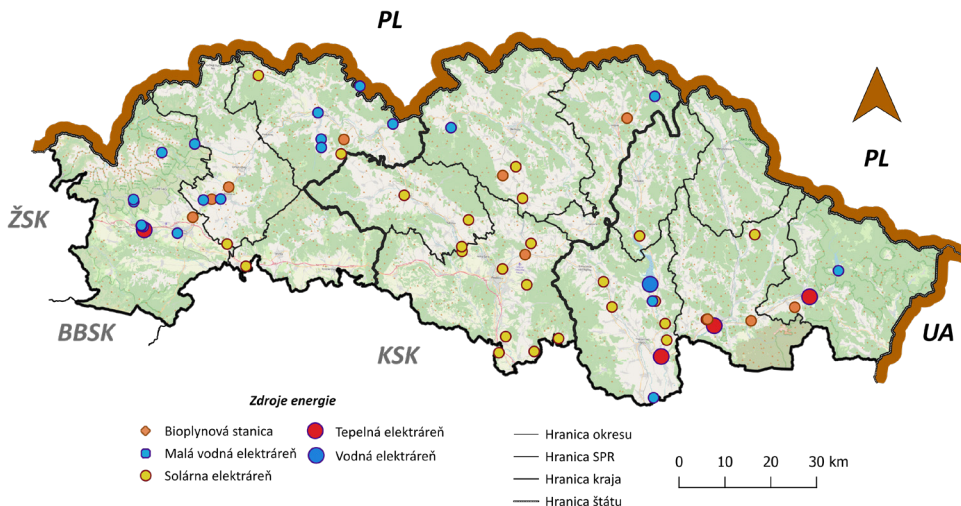 PL
PL
ŽSK
BBSK
KSK
UA
Zdroje energie
Bioplynová stanica
Malá vodná elektráreň
Solárna elektráreň
Tepelná elektráreň
Vodná elektráreň
Hranica okresu
Hranica SPR
Hranica kraja
Hranica štátu
0 10 20 30 km